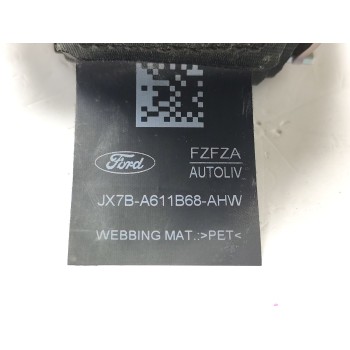 Ford
FZFZA
AUTOLIV
JX7B-A611B68-AHW
WEBBING MAT.:>PET<